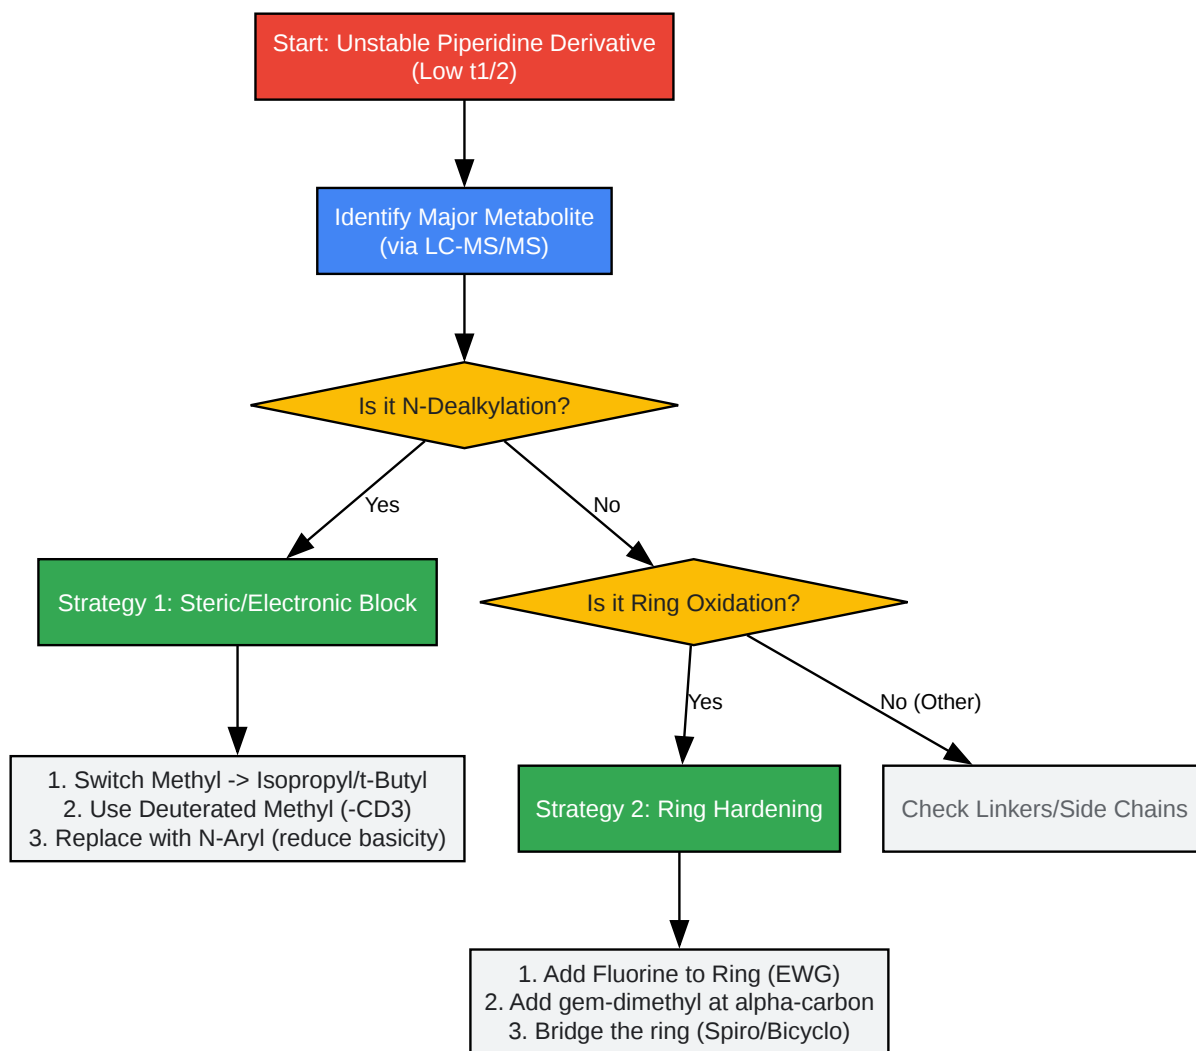 Start: Unstable Piperidine Derivative
(Low t1/2)
Identify Major Metabolite
(via LC-MS/MS)
Is it N-Dealkylation?
Yes
No
Strategy 1: Steric/Electronic Block
Is it Ring Oxidation?
Yes
No (Other)
1. Switch Methyl -> Isopropyl/t-Butyl
2. Use Deuterated Methyl (-CD3)
3. Replace with N-Aryl (reduce basicity)
Strategy 2: Ring Hardening
Check Linkers/Side Chains
1. Add Fluorine to Ring (EWG)
2. Add gem-dimethyl at alpha-carbon
3. Bridge the ring (Spiro/Bicyclo)